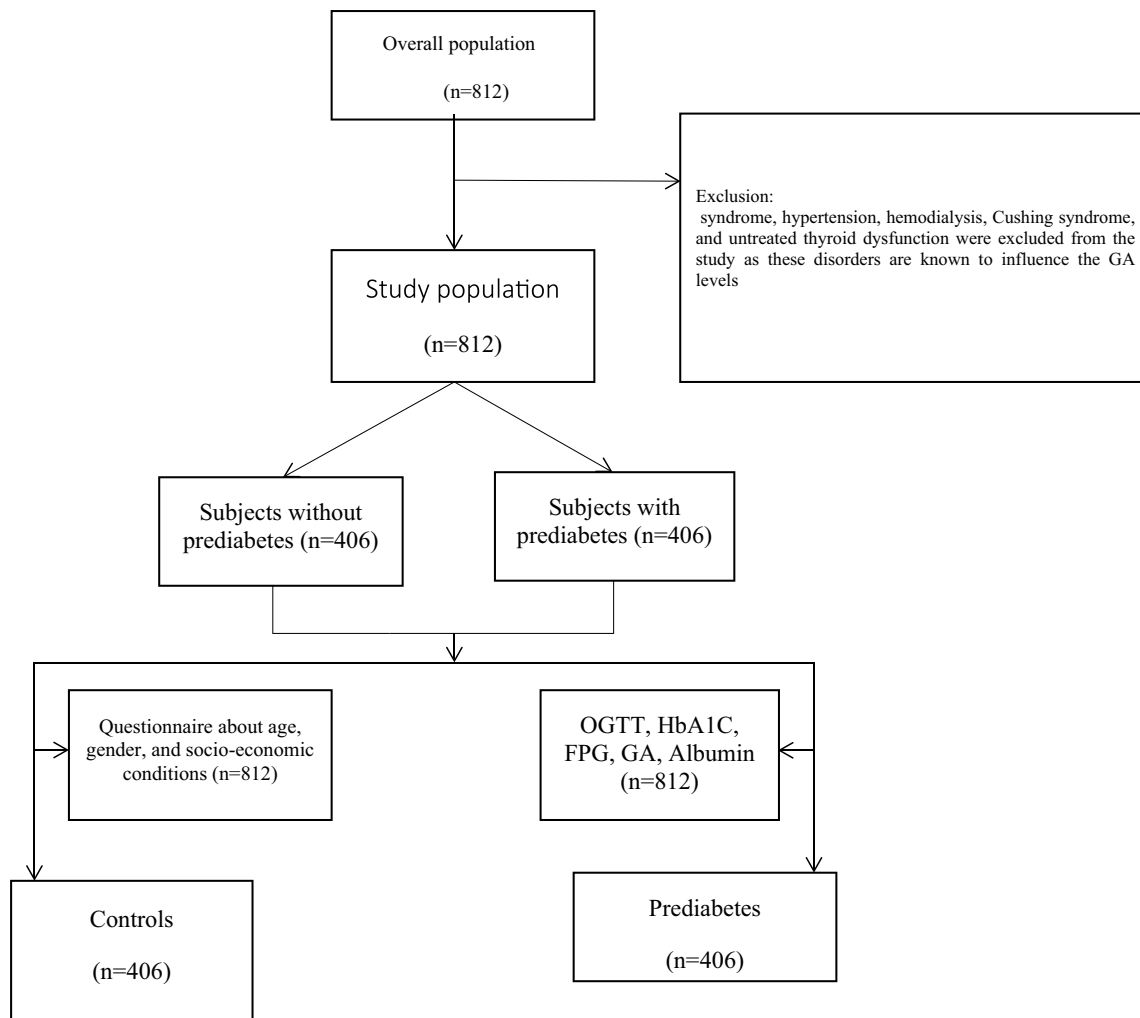 Overall population
(n=812)
Exclusion:
syndrome, hypertension, hemodialysis, Cushing syndrome,
and untreated thyroid dysfunction were excluded from the
study as these disorders are known to influence the GA
levels
Study population
(n=812)
Subjects without
prediabetes (n=406)
Subjects with
prediabetes (n=406)
Questionnaire about age,
gender, and socio-economic
conditions (n=812)
OGTT, HbA1C,
FPG, GA, Albumin
(n=812)
Controls
(n=406)
Prediabetes
(n=406)